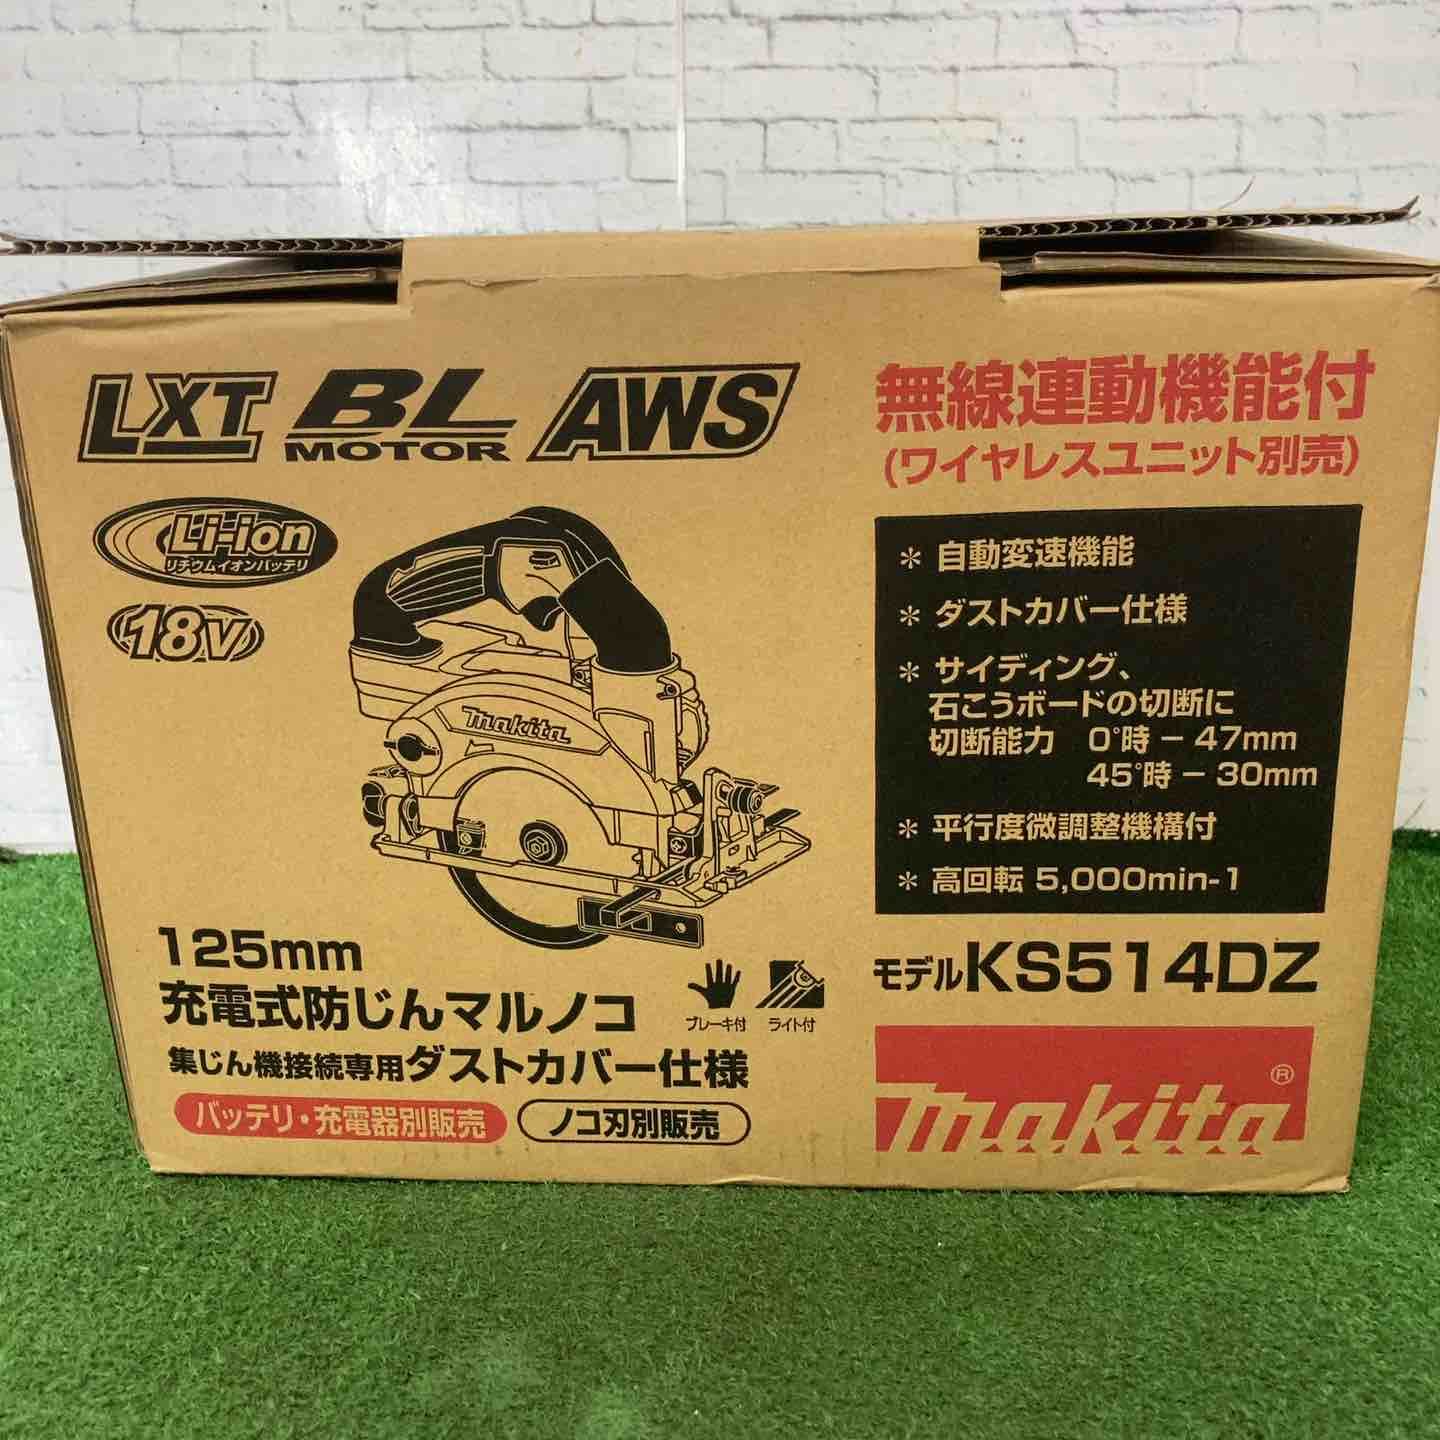 LXT BL MOTOR AWS
無線連動機能付
(ワイヤレスユニット別売)
Li-ion
リチウムイオンバッテリ
18V
makita
* 自動変速機能
* ダストカバー仕様
* サイディング、
石こうボードの切断に
切断能力 0°時－47mm
45°時－30mm
* 平行度微調整機構付
* 高回転 5,000min-1
125mm
充電式防じんマルノコ
ブレーキ付 ライト付
集じん機接続専用ダストカバー仕様
バッテリ・充電器別販売 ノコ刃別販売
モデルKS514DZ
makita®